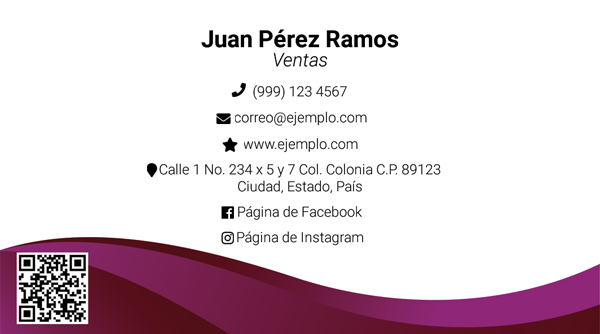 Juan Pérez Ramos
Ventas
(999) 123 4567
correo@ejemplo.com
www.ejemplo.com
Calle 1 No. 234 x 5 y 7 Col. Colonia C.P. 89123
Ciudad, Estado, País
Página de Facebook
Página de Instagram